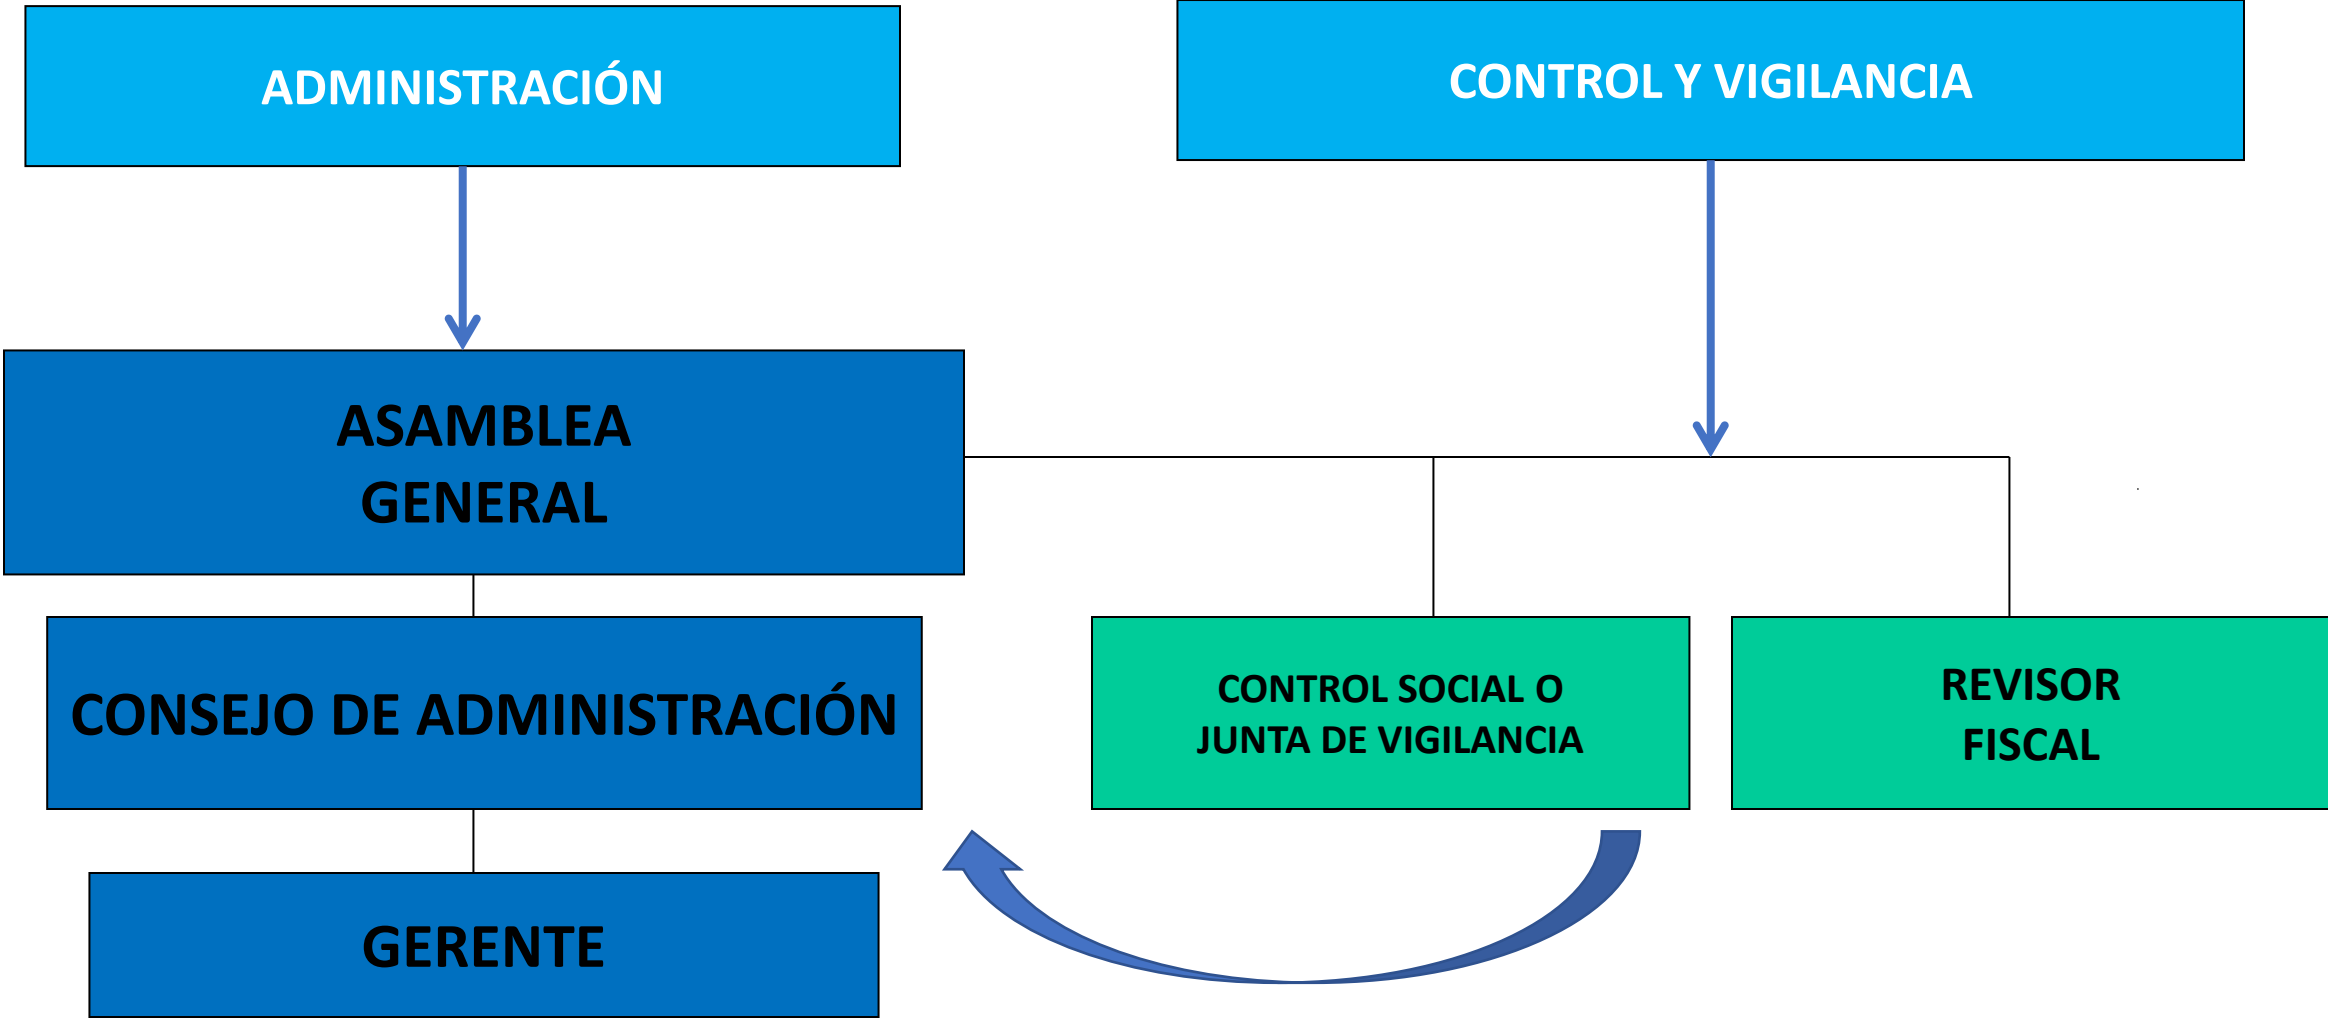 ADMINISTRACIÓN
CONTROL Y VIGILANCIA
ASAMBLEA
GENERAL
CONSEJO DE ADMINISTRACIÓN
CONTROL SOCIAL O
JUNTA DE VIGILANCIA
REVISOR
FISCAL
GERENTE